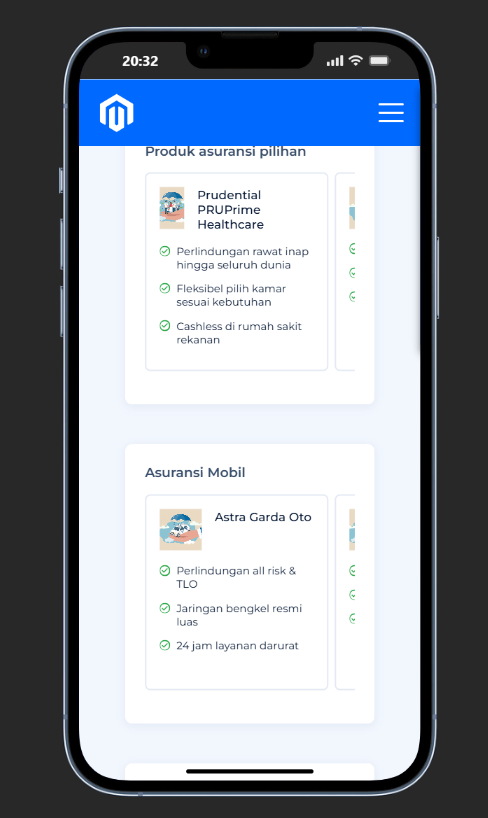 20:32
Produk asuransi pilihan
Prudential
PRUPrime
Healthcare
Perlindungan rawat inap
hingga seluruh dunia
Fleksibel pilih kamar
sesuai kebutuhan
Cashless di rumah sakit
rekanan
Asuransi Mobil
Astra Garda Oto
Perlindungan all risk &
TLO
Jaringan bengkel resmi
luas
24 jam layanan darurat